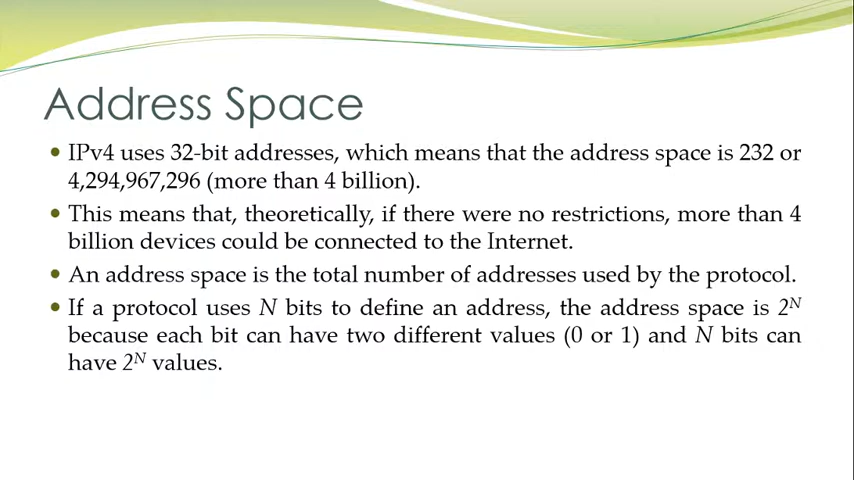 Address Space
• IPv4 uses 32-bit addresses, which means that the address space is 232 or
4,294,967,296 (more than 4 billion).
• This means that, theoretically, if there were no restrictions, more than 4
billion devices could be connected to the Internet.
• An address space is the total number of addresses used by the protocol.
• If a protocol uses N bits to define an address, the address space is 2ᴺ
because each bit can have two different values (0 or 1) and N bits can
have 2ᴺ values.